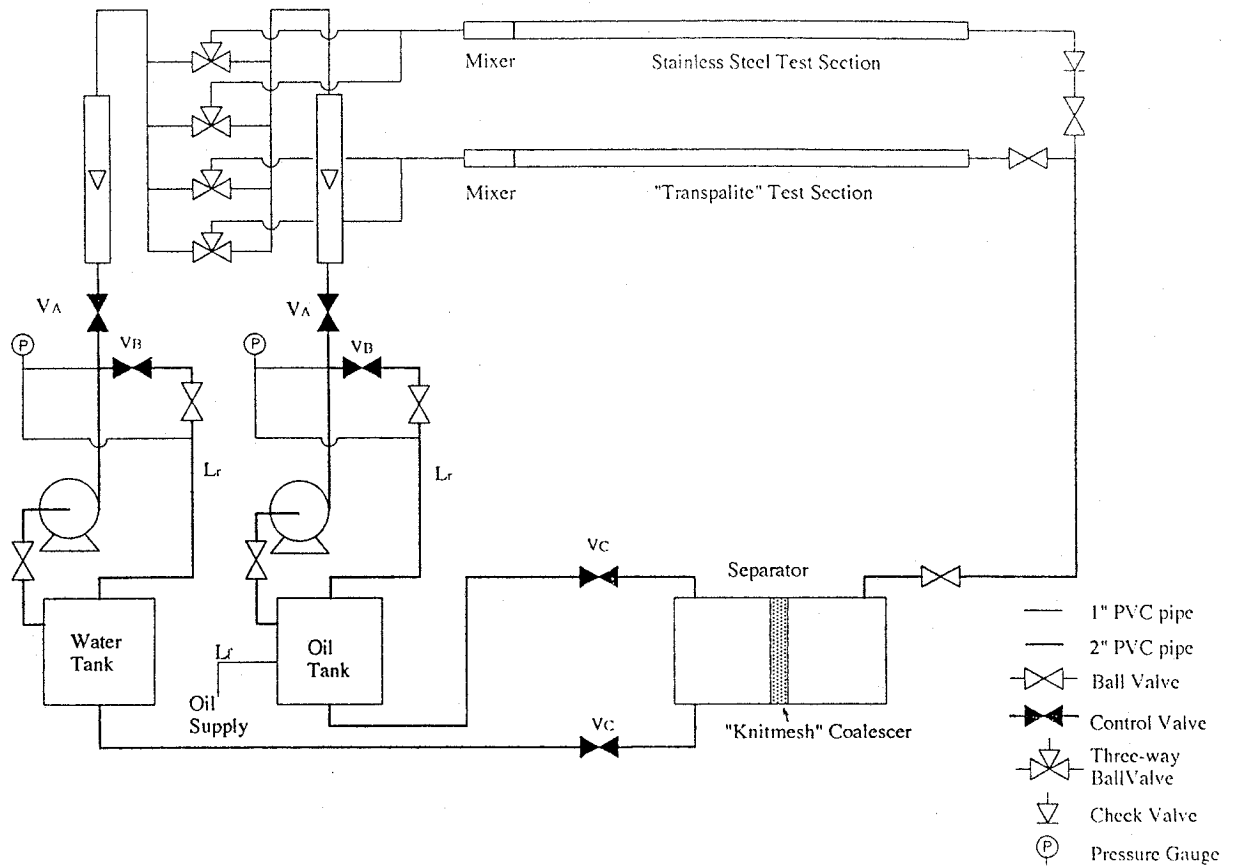 Mixer
Stainless Steel Test Section
Mixer
"Transpalite" Test Section
VA
VA
P
VB
P
VB
Lr
Lr
VC
Separator
Water
Tank
Oil
Tank
Lf
Oil
Supply
VC
"Knitmesh" Coalescer
1" PVC pipe
2" PVC pipe
Ball Valve
Control Valve
Three-way
BallValve
Check Valve
P
Pressure Gauge